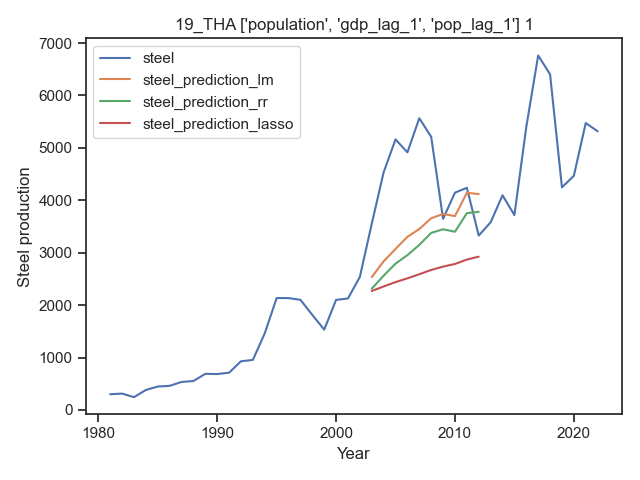 19_THA ['population', 'gdp_lag_1', 'pop_lag_1'] 1
steel
steel_prediction_lm
steel_prediction_rr
steel_prediction_lasso
Steel production
7000
6000
5000
4000
3000
2000
1000
0
1980
1990
2000
2010
2020
Year